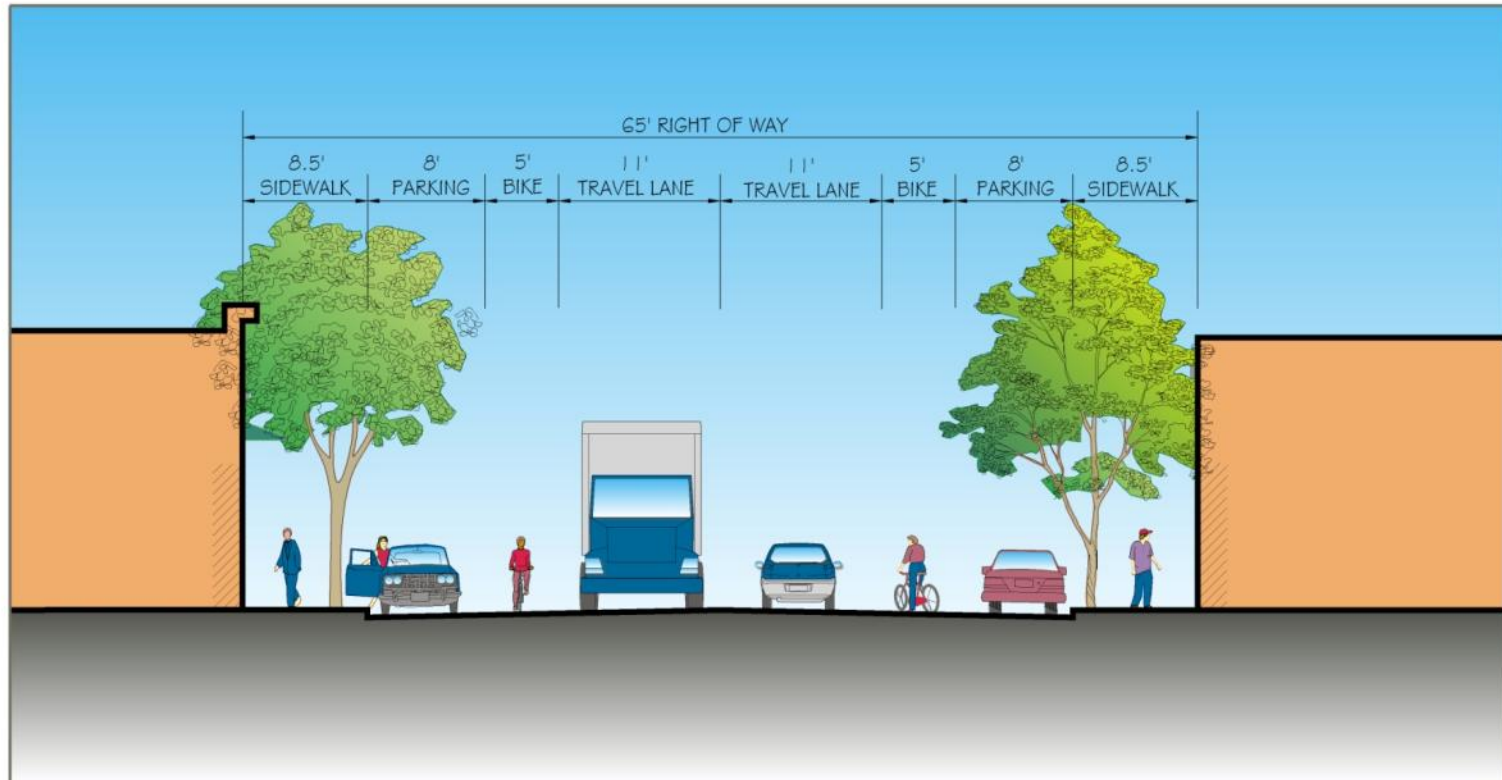 65' RIGHT OF WAY
8.5' 8' 5' 11' 11' 5' 8' 8.5'
SIDEWALK PARKING BIKE TRAVEL LANE TRAVEL LANE BIKE PARKING SIDEWALK